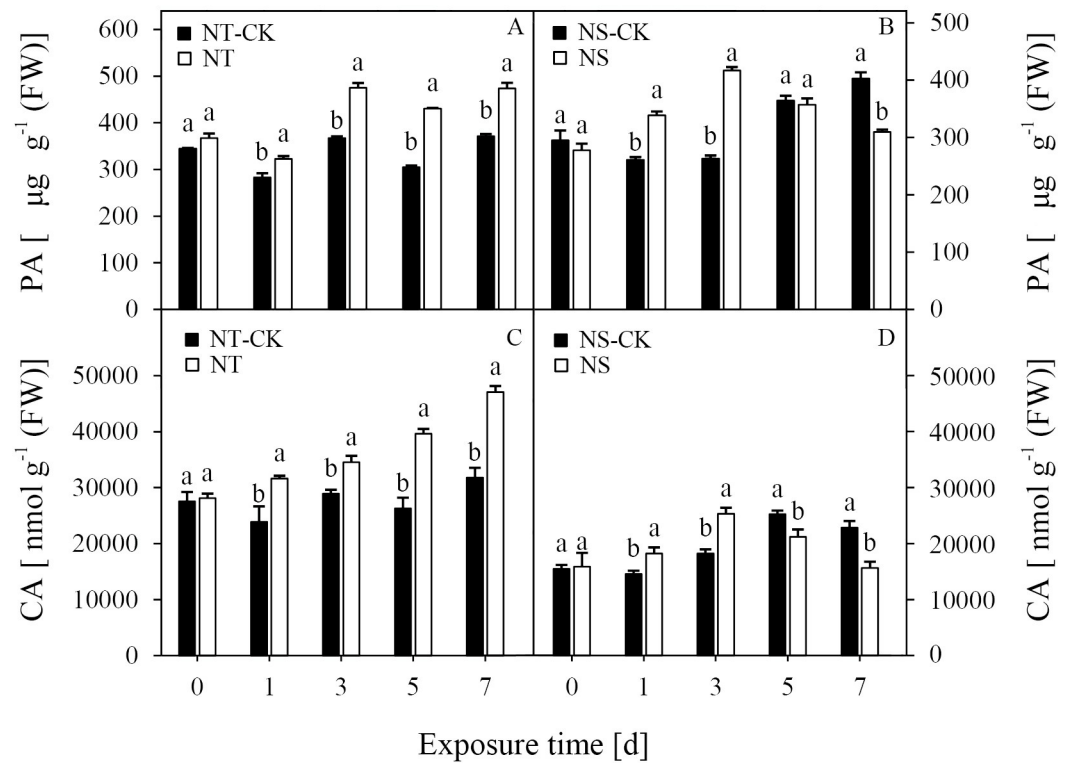 NT-CK
NT
A
600
500
400
300
200
100
0
PA [ μg g-1 (FW)]
a a b a b a b a b a
NS-CK
NS
B
500
400
300
200
100
0
PA [ μg g-1 (FW)]
a a b a b a a a a b
NT-CK
NT
C
50000
40000
30000
20000
10000
0
CA [ nmol g-1 (FW)]
a a b a b a b a b a
NS-CK
NS
D
50000
40000
30000
20000
10000
0
CA [ nmol g-1 (FW)]
a a b a b a a b a b
0 1 3 5 7 0 1 3 5 7
Exposure time [d]